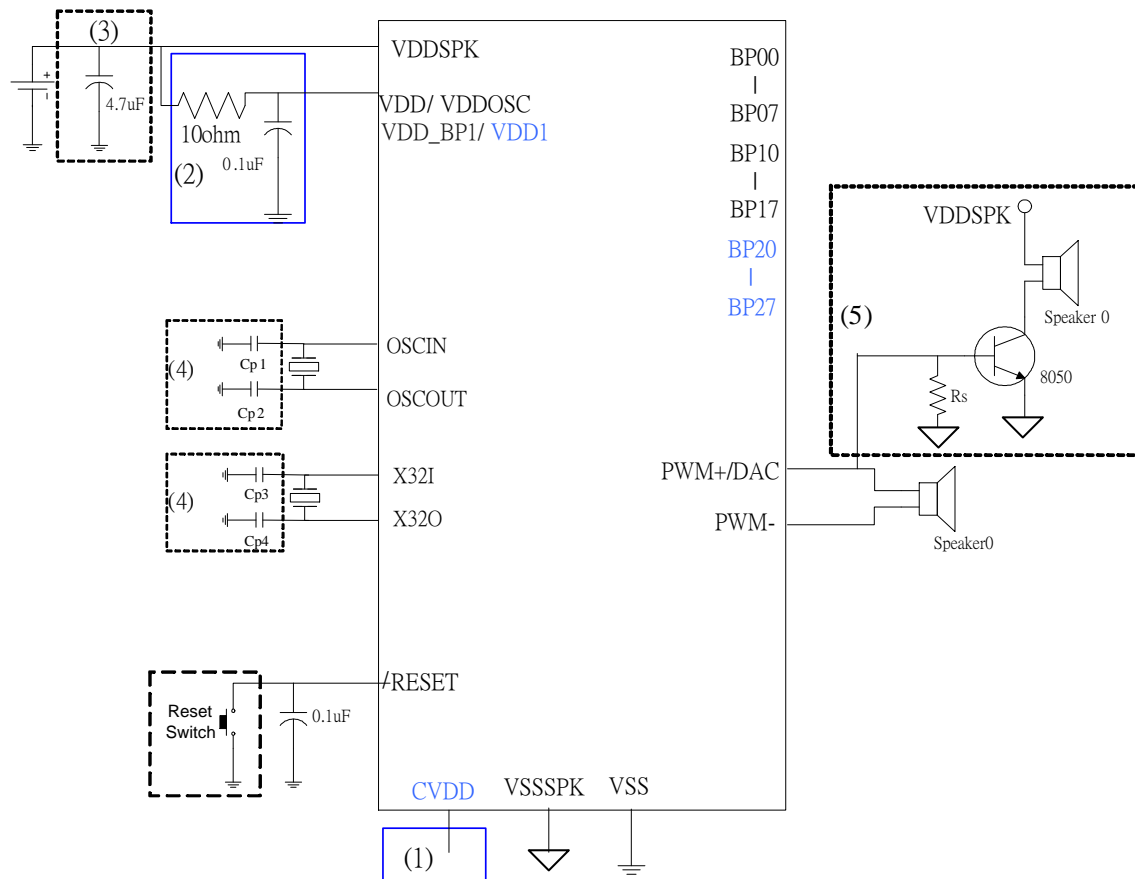 (3)
+
-
4.7uF
10ohm
(2)
0.1uF
VDDSPK
VDD/ VDDOSC
VDD_BP1/ VDD1
BP00
|
BP07
BP10
|
BP17
BP20
|
BP27
VDDSPK
(5)
Speaker 0
8050
Rs
(4)
Cp1
Cp2
OSCIN
OSCOUT
(4)
Cp3
Cp4
X32I
X32O
PWM+/DAC
PWM-
Speaker0
Reset
Switch
0.1uF
/RESET
CVDD
VSSSPK
VSS
(1)